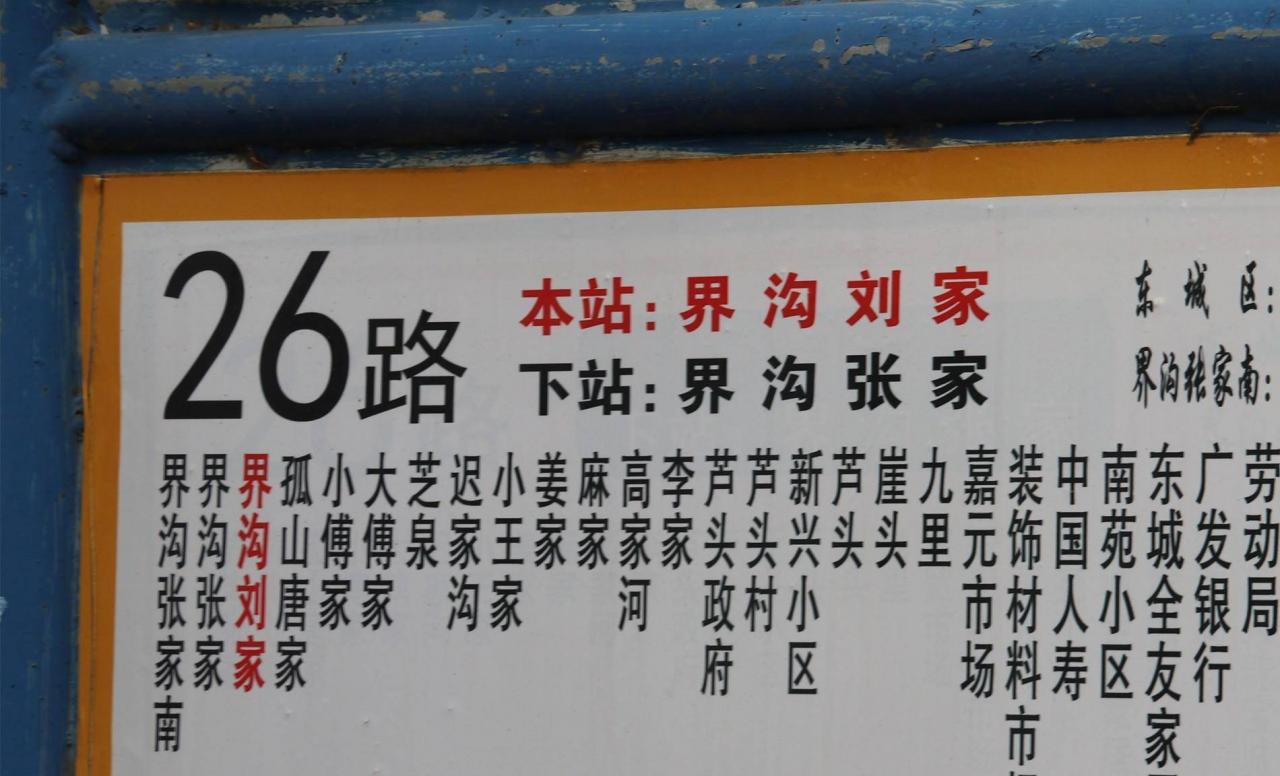 26路
本站：界沟刘家
下站：界沟张家
东城区：
界沟张家南：
界沟张家南
界沟张家
界沟刘家
孤山唐家
小傅家
大傅家
芝泉
迟家沟
小王家
姜家
麻家
高家河
李家
芦头政府
芦头村
新兴小区
芦头
崖头
九里
嘉元市场
装饰材料市
中国人寿
南苑小区
东城全友家
广发银行
劳动局